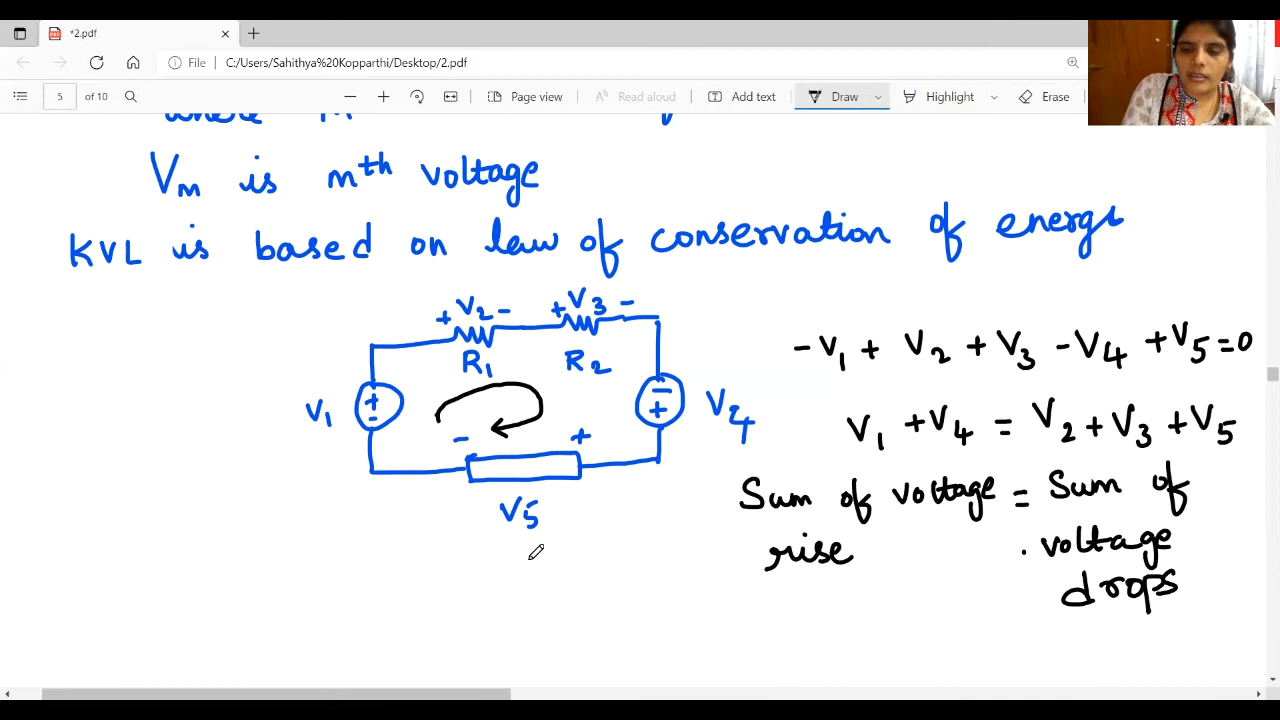 *2.pdf
File C:/Users/Sahithya%20Kopparthi/Desktop/2.pdf
5 of 10 Page view Read aloud Add text Draw Highlight Erase
where
Vm is mth voltage
KVL is based on law of conservation of energy
+ V2 - + V3 -
R1 R2
V1 + - - + V4
- +
V5
-V1 + V2 + V3 -V4 +V5=0
V1 +V4 = V2+V3+V5
Sum of voltage = Sum of
rise voltage
drops